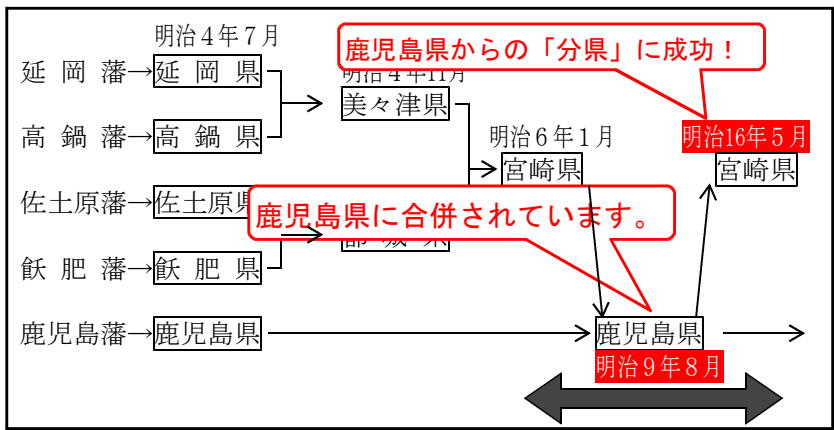 明治４年７月
鹿児島県からの「分県」に成功！
延岡藩→延岡県
明治４年11月
美々津県
高鍋藩→高鍋県
明治６年１月
明治16年５月
宮崎県
宮崎県
佐土原藩→佐土原県
鹿児島県に合併されています。
飫肥藩→飫肥県
鹿児島藩→鹿児島県
鹿児島県
明治９年８月